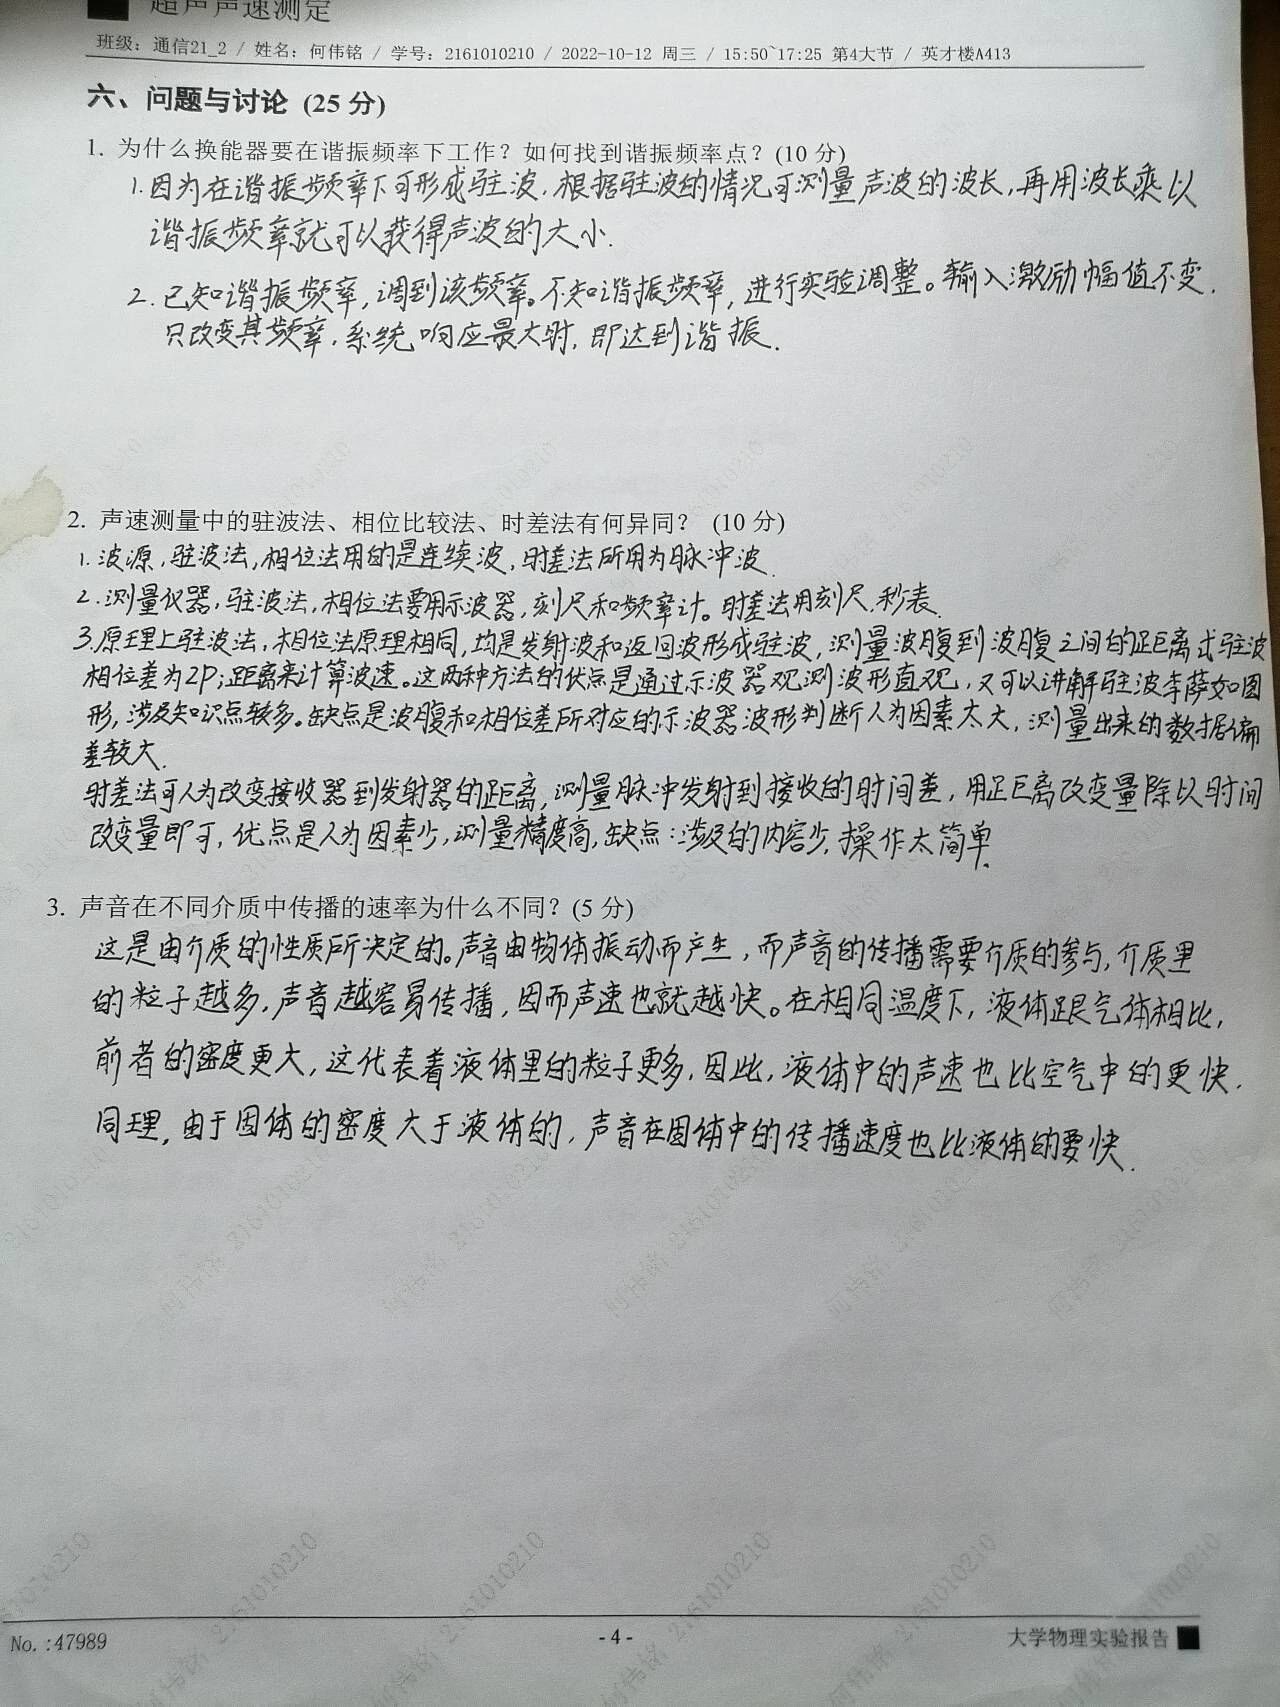 超声声速测定
班级：通信21_2 / 姓名：何伟铭 / 学号：2161010210 / 2022-10-12 周三 / 15:50~17:25 第4大节 / 英才楼A413
六、问题与讨论 (25 分)
1. 为什么换能器要在谐振频率下工作？如何找到谐振频率点？(10 分)
1. 因为在谐振频率下可形成驻波，根据驻波的情况可测量声波的波长，再用波长乘以
谐振频率就可以获得声波的大小.
2. 已知谐振频率，调到该频率。不知谐振频率，进行实验调整。输入激励幅值不变.
只改变其频率，系统响应最大时，即达到谐振.
2. 声速测量中的驻波法、相位比较法、时差法有何异同？ (10 分)
1. 波源，驻波法，相位法用的是连续波，时差法所用为脉冲波.
2. 测量仪器，驻波法，相位法要用示波器，刻尺和频率计。时差法用刻尺，秒表.
3. 原理上驻波法，相位法原理相同，均是发射波和返回波形成驻波，测量波腹到波腹之间的距离式驻波
相位差为2P；距离来计算波速。这两种方法的优点是通过示波器观测波形直观，又可以讲解驻波李萨如图
形，涉及知识点较多。缺点是波腹和相位差所对应的示波器波形判断人为因素太大，测量出来的数据偏
差较大.
时差法可人为改变接收器到发射器的距离，测量脉冲发射到接收的时间差，用距离改变量除以时间
改变量即可，优点是人为因素少，测量精度高，缺点：涉及的内容少，操作太简单.
3. 声音在不同介质中传播的速率为什么不同？(5 分)
这是由介质的性质所决定的。声音由物体振动而产生，而声音的传播需要介质的参与，介质里
的粒子越多，声音越容易传播，因而声速也就越快。在相同温度下，液体跟气体相比，
前者的密度更大，这代表着液体里的粒子更多，因此，液体中的声速也比空气中的更快.
同理，由于固体的密度大于液体的，声音在固体中的传播速度也比液体的要快.
No. :47989
- 4 -
大学物理实验报告